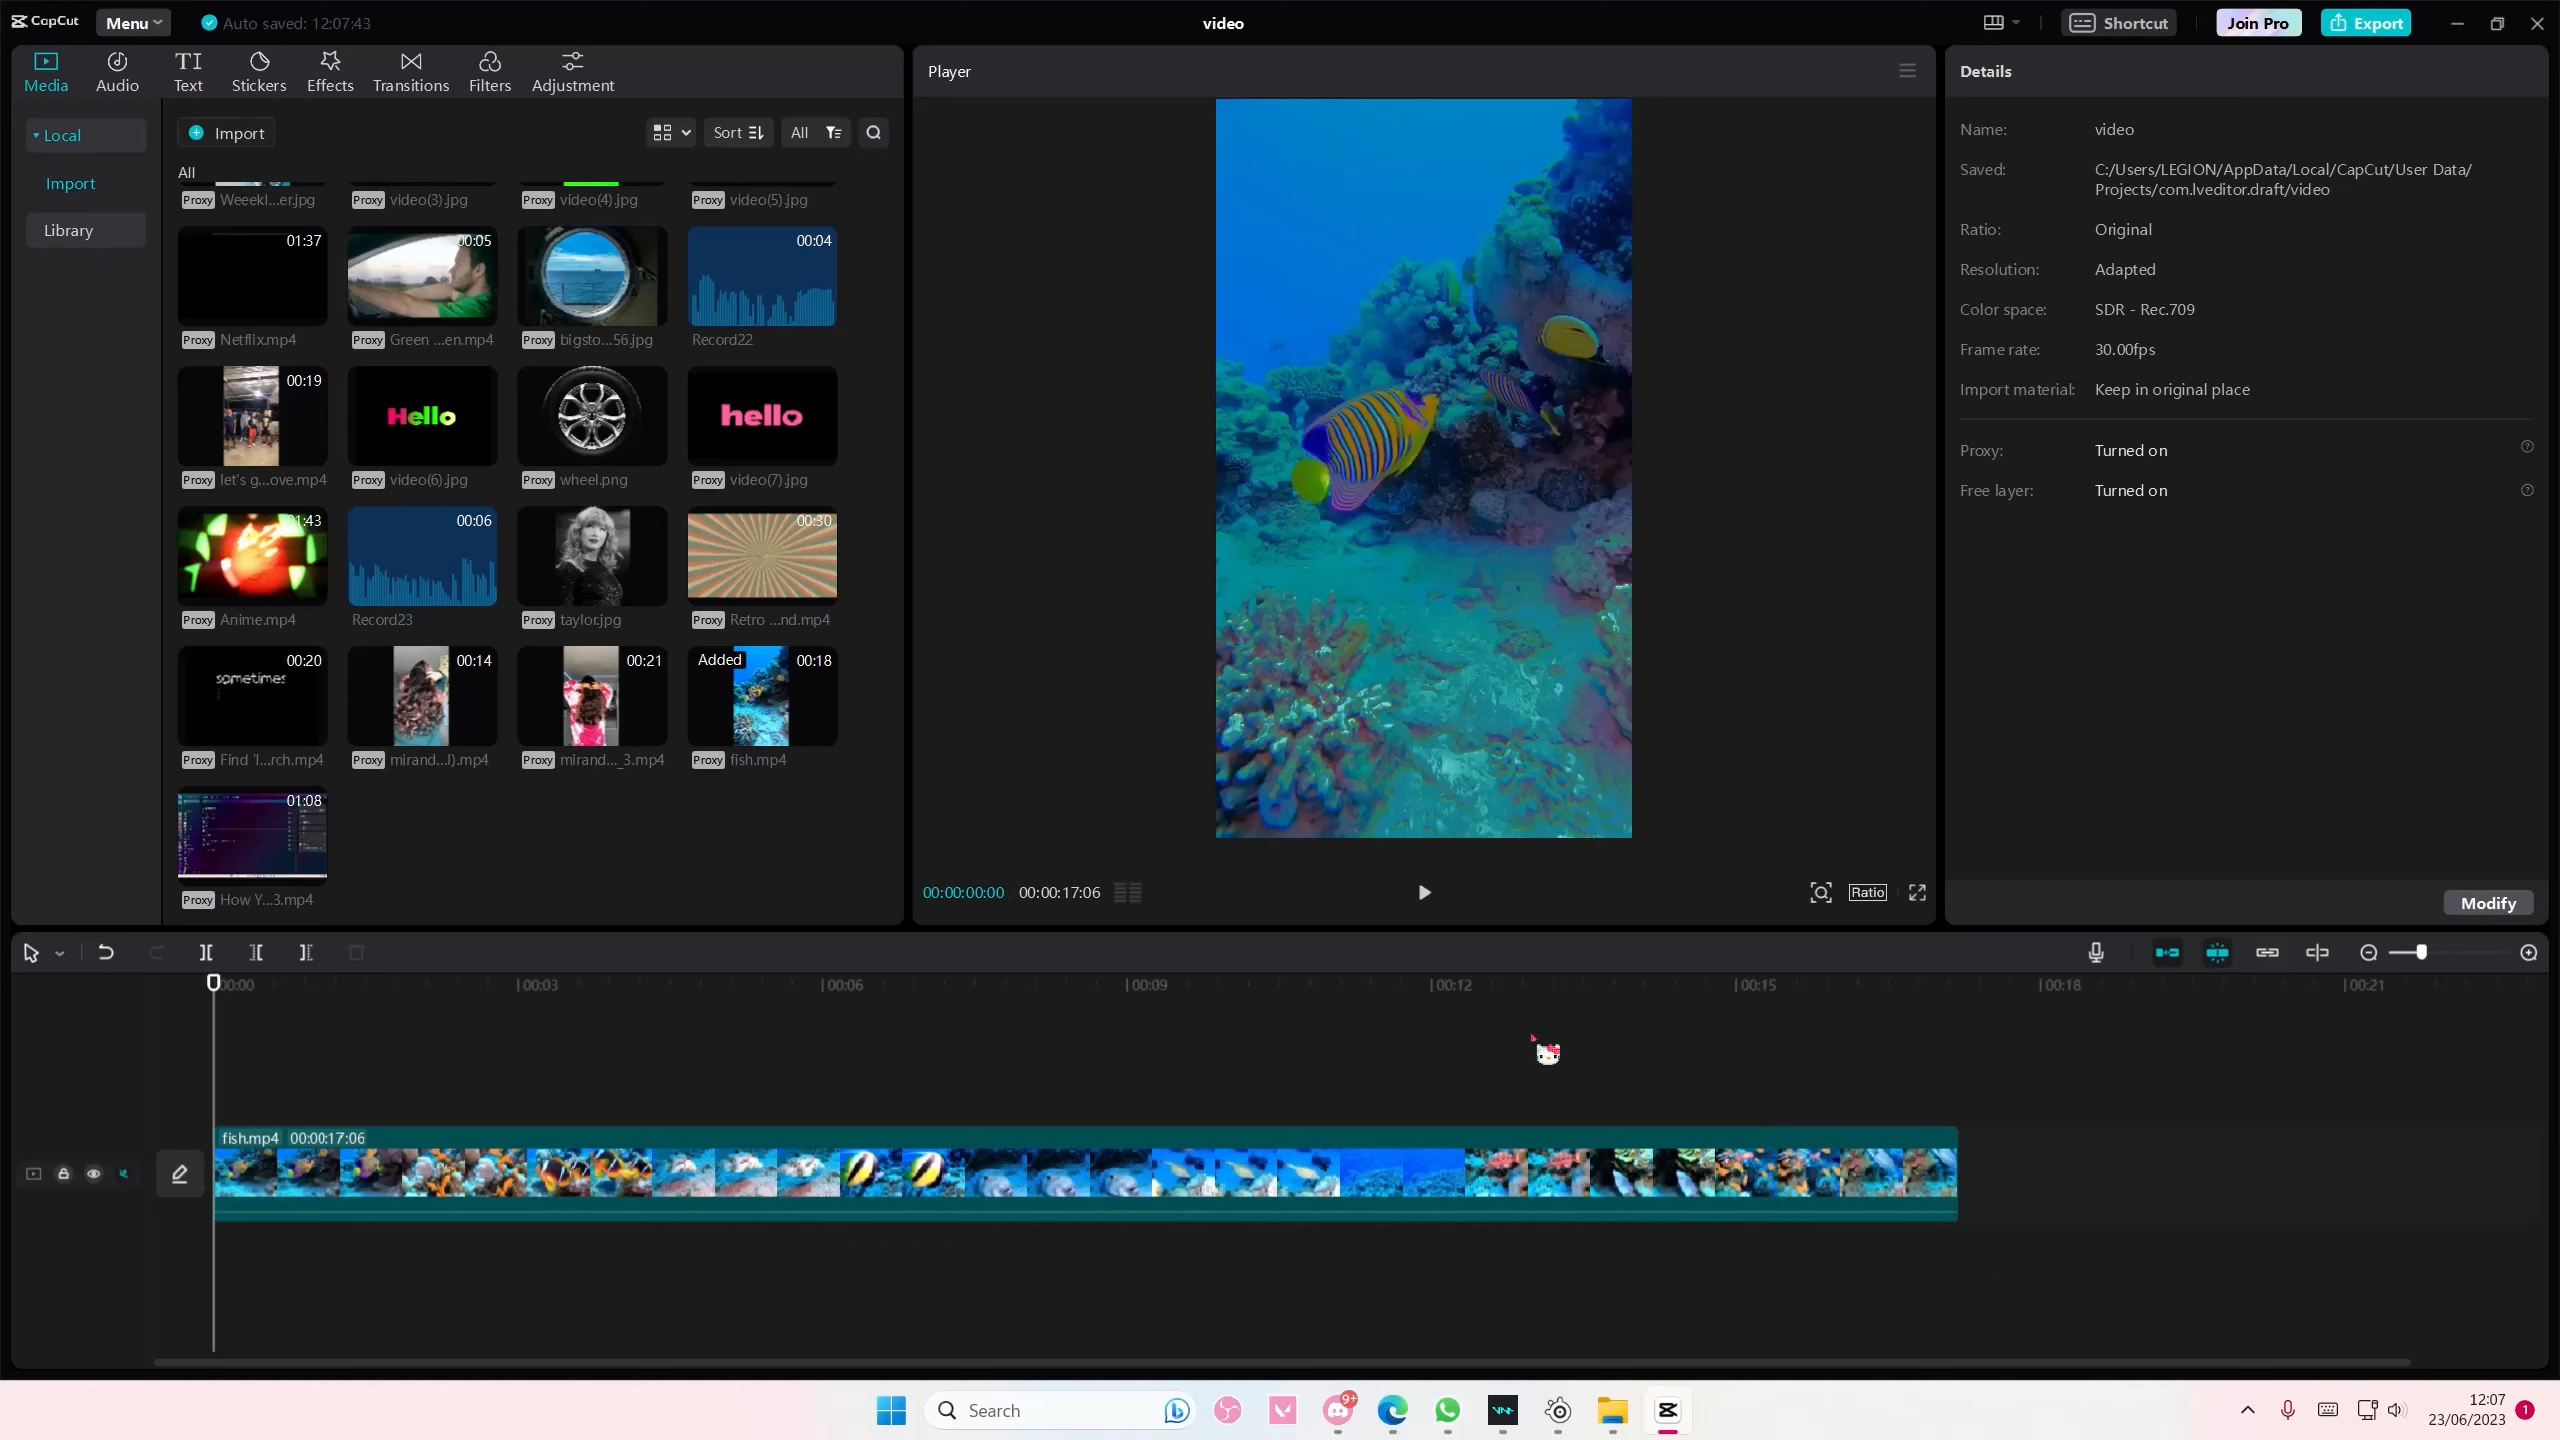 CapCut
Menu
Auto saved: 12:07:43
video
Shortcut
Join Pro
Export
Media
Audio
Text
Stickers
Effects
Transitions
Filters
Adjustment
Local
Import
Library
Import
Sort
All
All
Proxy Weeekl...er.jpg
Proxy video(3).jpg
Proxy video(4).jpg
Proxy video(5).jpg
01:37
00:05
00:04
Proxy Netflix.mp4
Proxy Green ...en.mp4
Proxy bigsto...56.jpg
Record22
00:19
Hello
hello
Proxy let's g...ove.mp4
Proxy video(6).jpg
Proxy wheel.png
Proxy video(7).jpg
01:43
00:06
00:30
Proxy Anime.mp4
Record23
Proxy taylor.jpg
Proxy Retro ...nd.mp4
00:20
sometimes
00:14
00:21
Added
00:18
Proxy Find 'I...rch.mp4
Proxy mirand...l).mp4
Proxy mirand..._3.mp4
Proxy fish.mp4
01:08
Proxy How Y...3.mp4
Player
00:00:00:00 00:00:17:06
Ratio
Details
Name: video
Saved: C:/Users/LEGION/AppData/Local/CapCut/User Data/
Projects/com.lveditor.draft/video
Ratio: Original
Resolution: Adapted
Color space: SDR - Rec.709
Frame rate: 30.00fps
Import material: Keep in original place
Proxy: Turned on
Free layer: Turned on
Modify
00:00
00:03
00:06
00:09
00:12
00:15
00:18
00:21
fish.mp4 00:00:17:06
Search
9+
12:07
23/06/2023
1